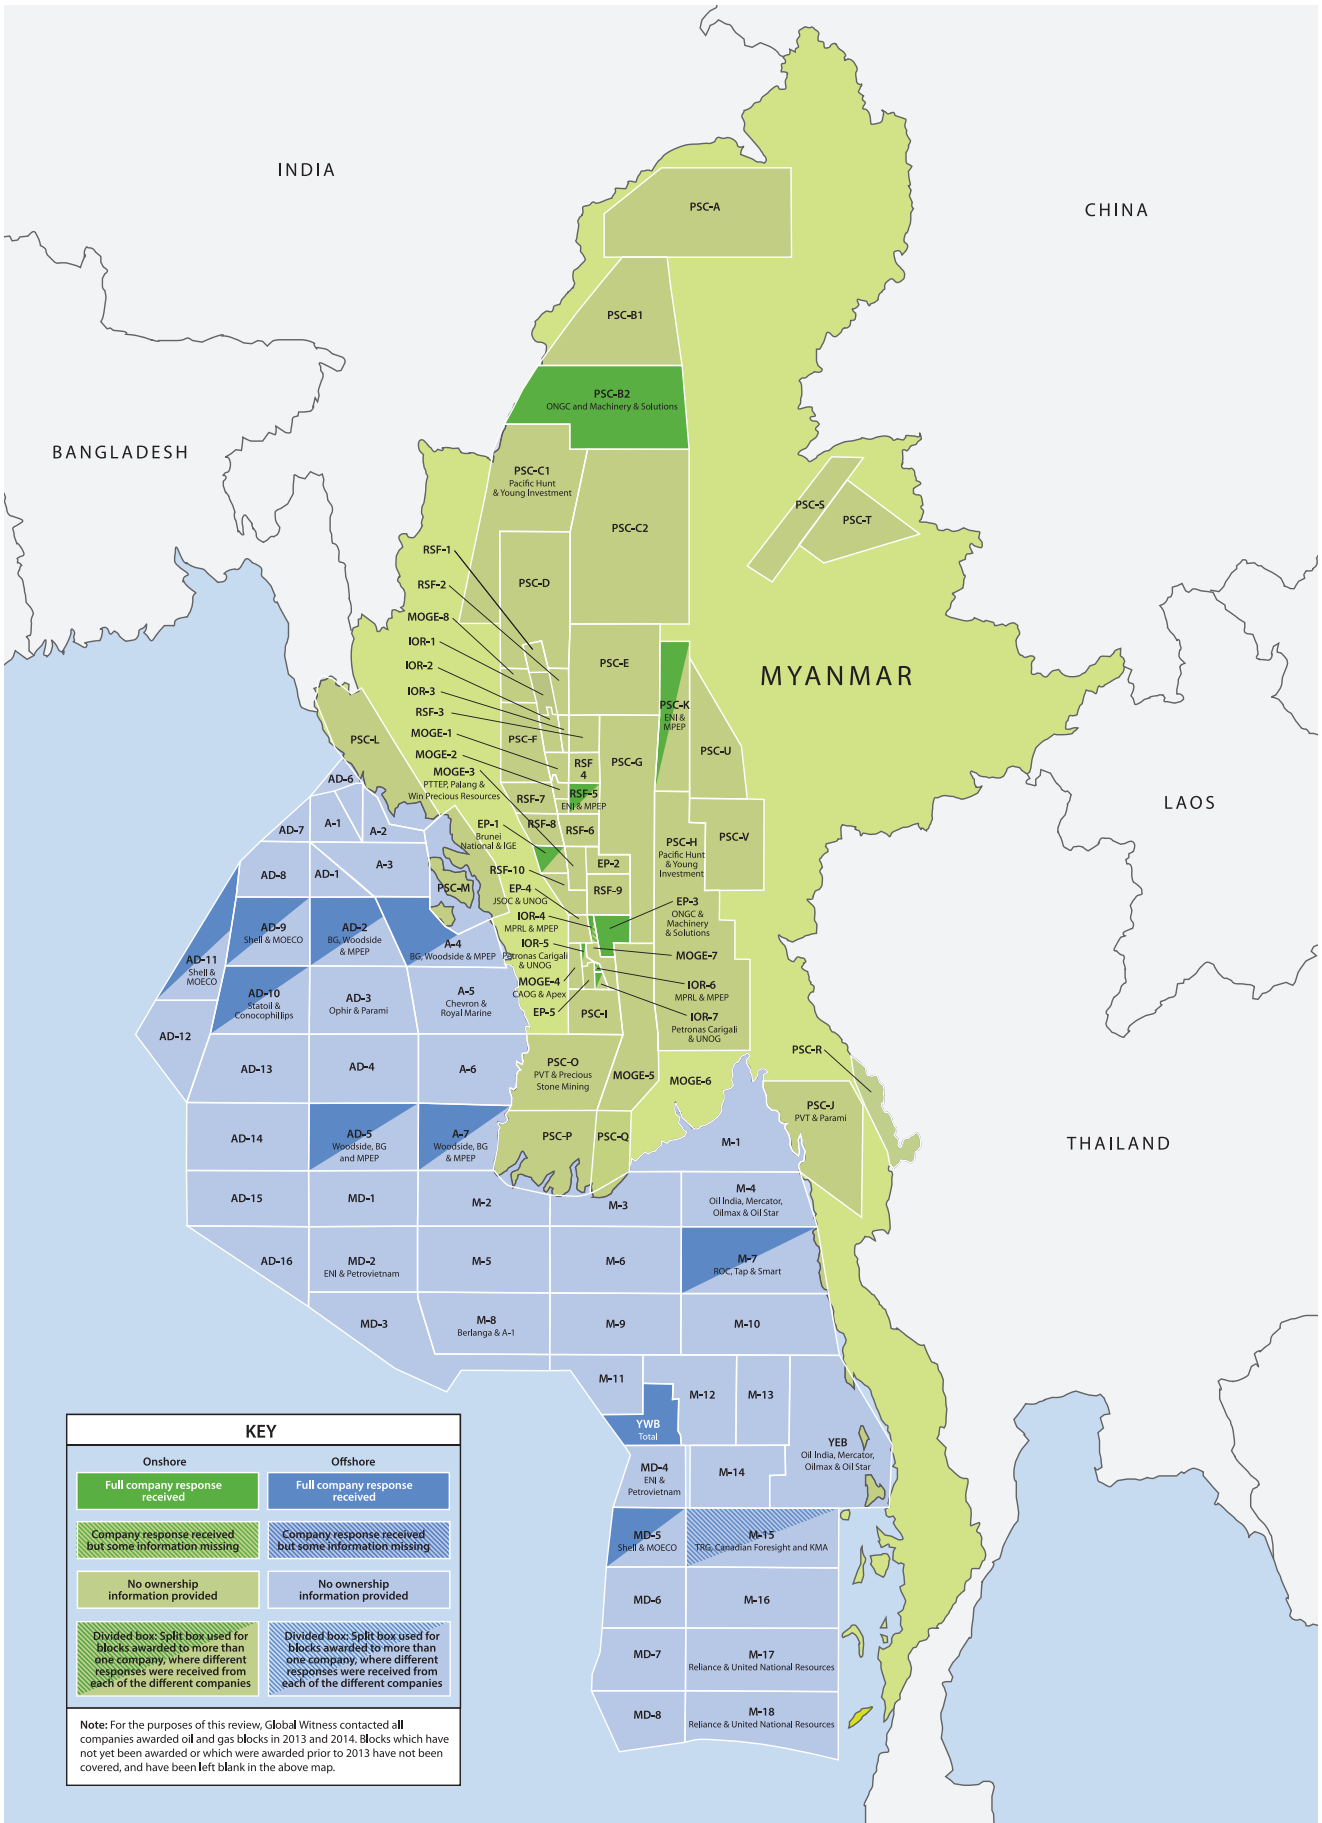 INDIA
CHINA
BANGLADESH
MYANMAR
LAOS
THAILAND
PSC-A
PSC-B1
PSC-B2
ONGC and Machinery & Solutions
PSC-C1
Pacific Hunt
& Young Investment
PSC-C2
PSC-S
PSC-T
RSF-1
RSF-2
MOGE-8
IOR-1
IOR-2
IOR-3
RSF-3
MOGE-1
MOGE-2
MOGE-3
PTTEP, Palang &
Win Precious Resources
PSC-D
PSC-E
PSC-K
ENI &
MPEP
PSC-U
PSC-L
PSC-F
PSC-G
RSF
4
RSF-5
ENI & MPEP
RSF-7
RSF-8
RSF-6
EP-1
Brunei
National & IGE
PSC-H
Pacific Hunt
& Young
Investment
PSC-V
EP-2
RSF-10
RSF-9
EP-4
JSOC & UNOG
EP-3
ONGC &
Machinery
& Solutions
IOR-4
MPRL & MPEP
IOR-5
Petronas Carigali
& UNOG
MOGE-7
MOGE-4
CAOG & Apex
IOR-6
MPRL & MPEP
EP-5
PSC-I
IOR-7
Petronas Carigali
& UNOG
PSC-M
PSC-O
PVT & Precious
Stone Mining
MOGE-5
MOGE-6
PSC-R
PSC-J
PVT & Parami
PSC-P
PSC-Q
AD-6
AD-7
A-1
A-2
A-3
AD-8
AD-1
AD-9
Shell & MOECO
AD-2
BG, Woodside
& MPEP
A-4
BG, Woodside & MPEP
AD-11
Shell &
MOECO
AD-10
Statoil &
Conocophillips
AD-3
Ophir & Parami
A-5
Chevron &
Royal Marine
AD-12
AD-13
AD-4
A-6
AD-14
AD-5
Woodside, BG
and MPEP
A-7
Woodside, BG
& MPEP
M-1
AD-15
MD-1
M-2
M-3
M-4
Oil India, Mercator,
Oilmax & Oil Star
AD-16
MD-2
ENI & Petrovietnam
M-5
M-6
M-7
ROC, Tap & Smart
MD-3
M-8
Berlanga & A-1
M-9
M-10
M-11
M-12
M-13
YWB
Total
YEB
Oil India, Mercator,
Oilmax & Oil Star
MD-4
ENI &
Petrovietnam
M-14
MD-5
Shell & MOECO
M-15
TRG, Canadian Foresight and KMA
MD-6
M-16
MD-7
M-17
Reliance & United National Resources
MD-8
M-18
Reliance & United National Resources
KEY
Onshore
Offshore
Full company response
received
Full company response
received
Company response received
but some information missing
Company response received
but some information missing
No ownership
information provided
No ownership
information provided
Divided box: Split box used for
blocks awarded to more than
one company, where different
responses were received from
each of the different companies
Divided box: Split box used for
blocks awarded to more than
one company, where different
responses were received from
each of the different companies
Note: For the purposes of this review, Global Witness contacted all
companies awarded oil and gas blocks in 2013 and 2014. Blocks which have
not yet been awarded or which were awarded prior to 2013 have not been
covered, and have been left blank in the above map.